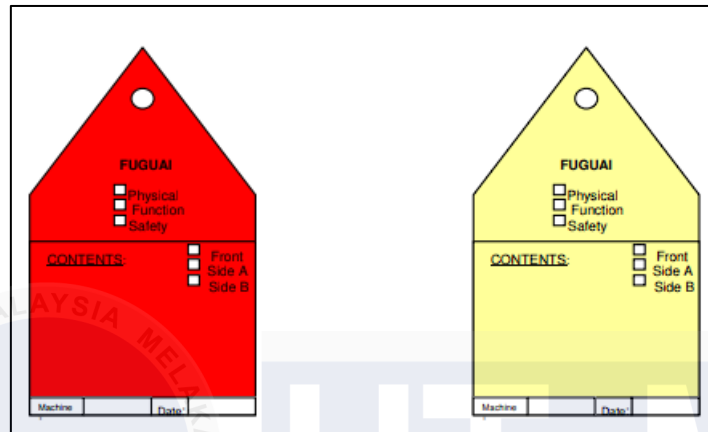 FUGUAI
Physical
Function
Safety
CONTENTS:
Front
Side A
Side B
Machine
Date:
FUGUAI
Physical
Function
Safety
CONTENTS:
Front
Side A
Side B
Machine
Date: